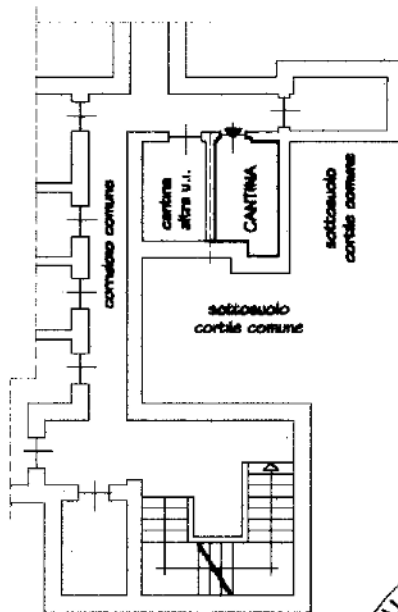 corridoio comune
cantina
altra u.i.
CANTINA
sottosuolo
cortile comune
sottosuolo
cortile comune